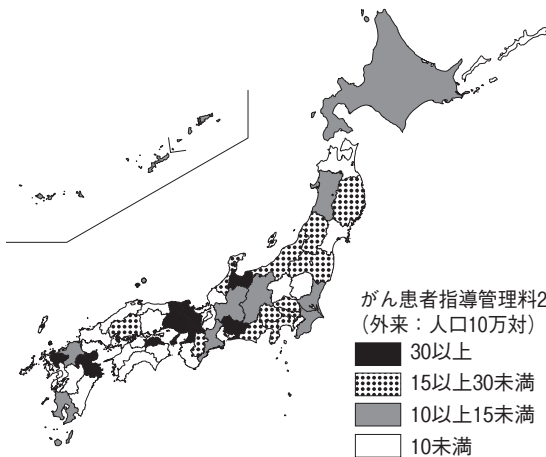 がん患者指導管理料2
(外来:人口10万対)
30以上
15以上30未満
10以上15未満
10未満